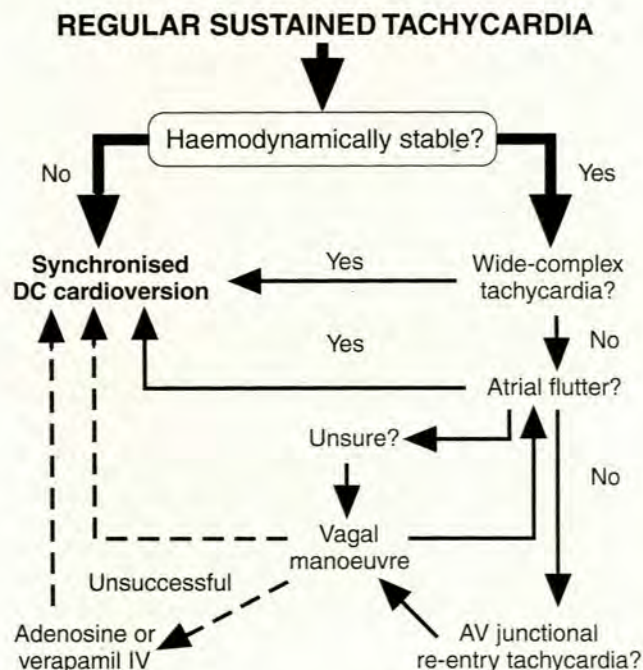 REGULAR SUSTAINED TACHYCARDIA
Haemodynamically stable?
No
Yes
Synchronised
DC cardioversion
Yes
Wide-complex
tachycardia?
No
Yes
Atrial flutter?
Unsure?
No
Vagal
manoeuvre
Unsuccessful
Adenosine or
verapamil IV
AV junctional
re-entry tachycardia?